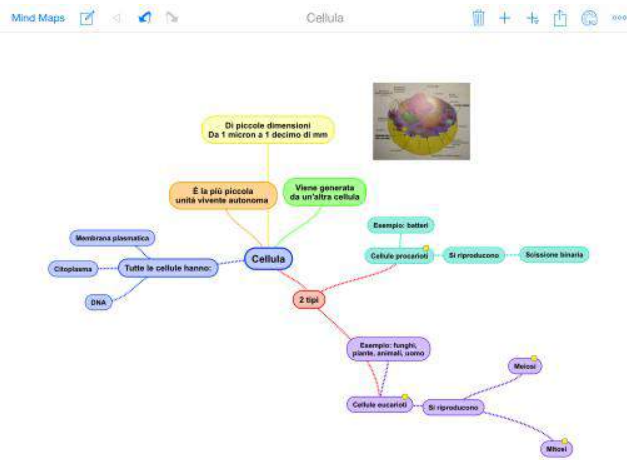 Mind Maps
Cellula
Di piccole dimensioni
Da 1 micron a 1 decimo di mm
È la più piccola
unità vivente autonoma
Viene generata
da un'altra cellula
Esempio: batteri
Membrana plasmatica
Citoplasma
Tutte le cellule hanno:
DNA
Cellula
Cellule procarioti
Si riproducono
Scissione binaria
2 tipi
Esempio: funghi,
piante, animali, uomo
Meiosi
Cellule eucarioti
Si riproducono
Mitosi